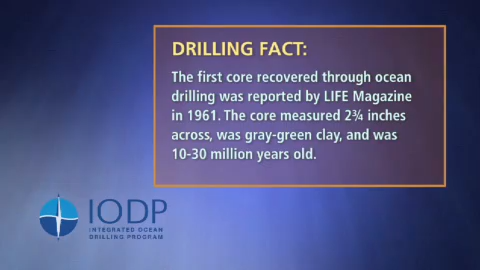 DRILLING FACT:
The first core recovered through ocean
drilling was reported by LIFE Magazine
in 1961. The core measured 2¾ inches
across, was gray-green clay, and was
10-30 million years old.
IODP
INTEGRATED OCEAN
DRILLING PROGRAM